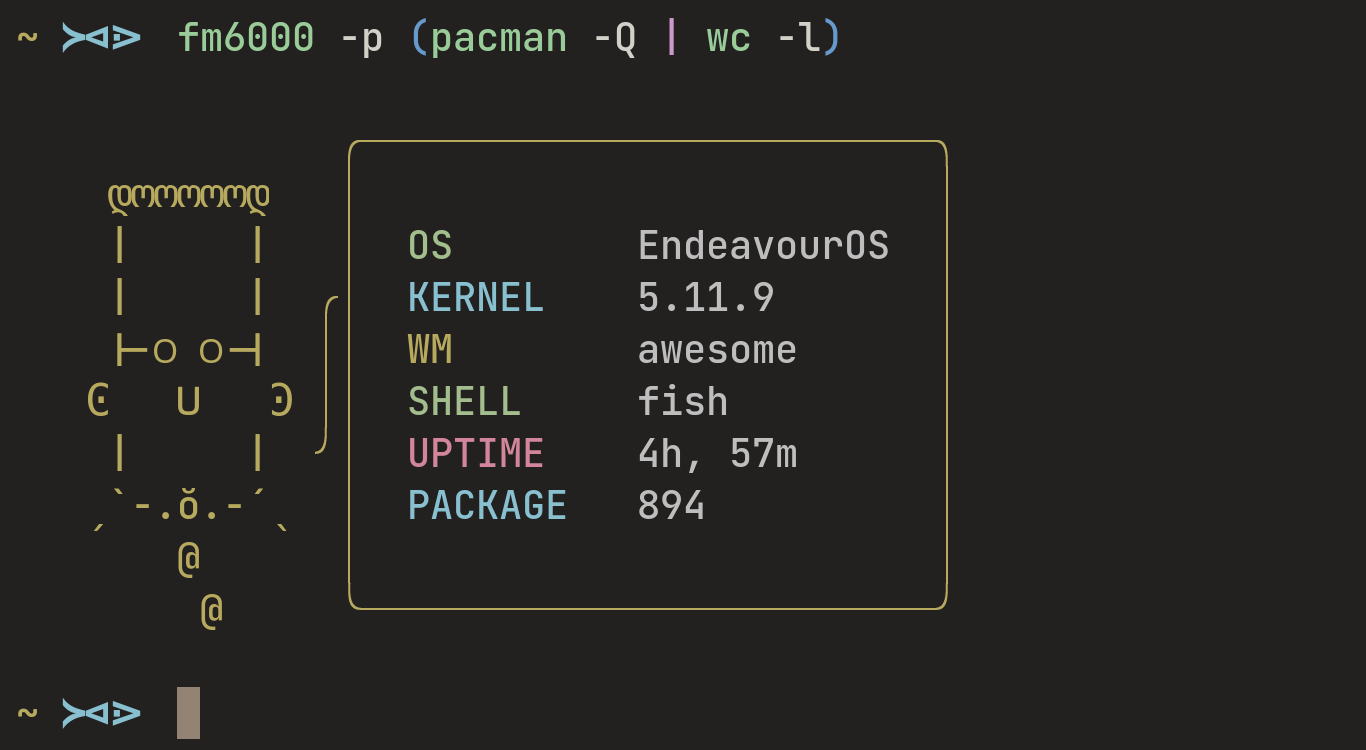 ~ ⋟⋪⋗ fm6000 -p (pacman -Q | wc -l)
OS EndeavourOS
KERNEL 5.11.9
WM awesome
SHELL fish
UPTIME 4h, 57m
PACKAGE 894
@
@
~